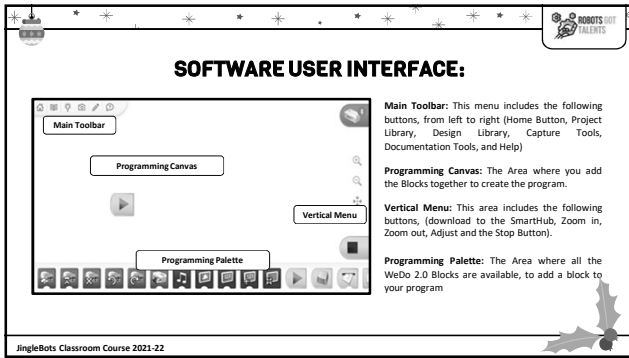 ROBOTS GOT
TALENTS
SOFTWARE USER INTERFACE:
Main Toolbar
Programming Canvas
Vertical Menu
Programming Palette
Main Toolbar: This menu includes the following
buttons, from left to right (Home Button, Project
Library, Design Library, Capture Tools,
Documentation Tools, and Help)
Programming Canvas: The Area where you add
the Blocks together to create the program.
Vertical Menu: This area includes the following
buttons, (download to the SmartHub, Zoom in,
Zoom out, Adjust and the Stop Button).
Programming Palette: The Area where all the
WeDo 2.0 Blocks are available, to add a block to
your program
JingleBots Classroom Course 2021-22